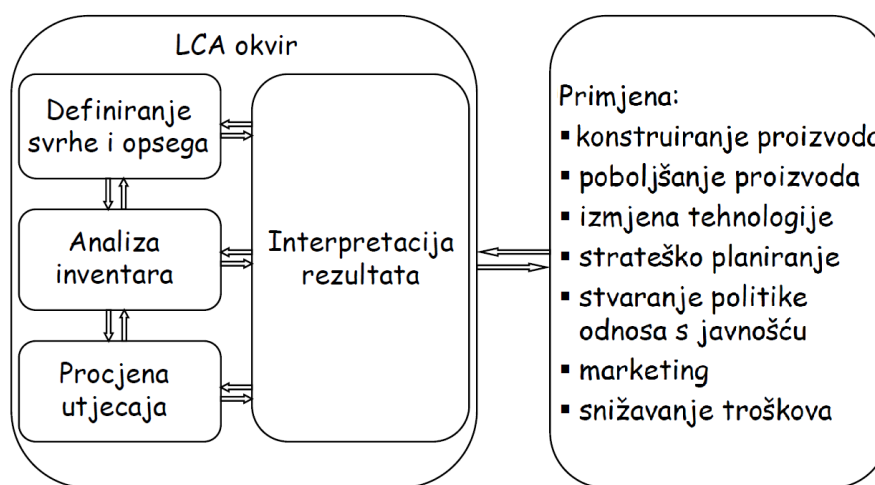 LCA okvir
Definiranje
svrhe i opsega
Analiza
inventara
Procjena
utjecaja
Interpretacija
rezultata
Primjena:
▪ konstruiranje proizvoda
▪ poboljšanje proizvoda
▪ izmjena tehnologije
▪ strateško planiranje
▪ stvaranje politike
odnosa s javnošću
▪ marketing
▪ snižavanje troškova